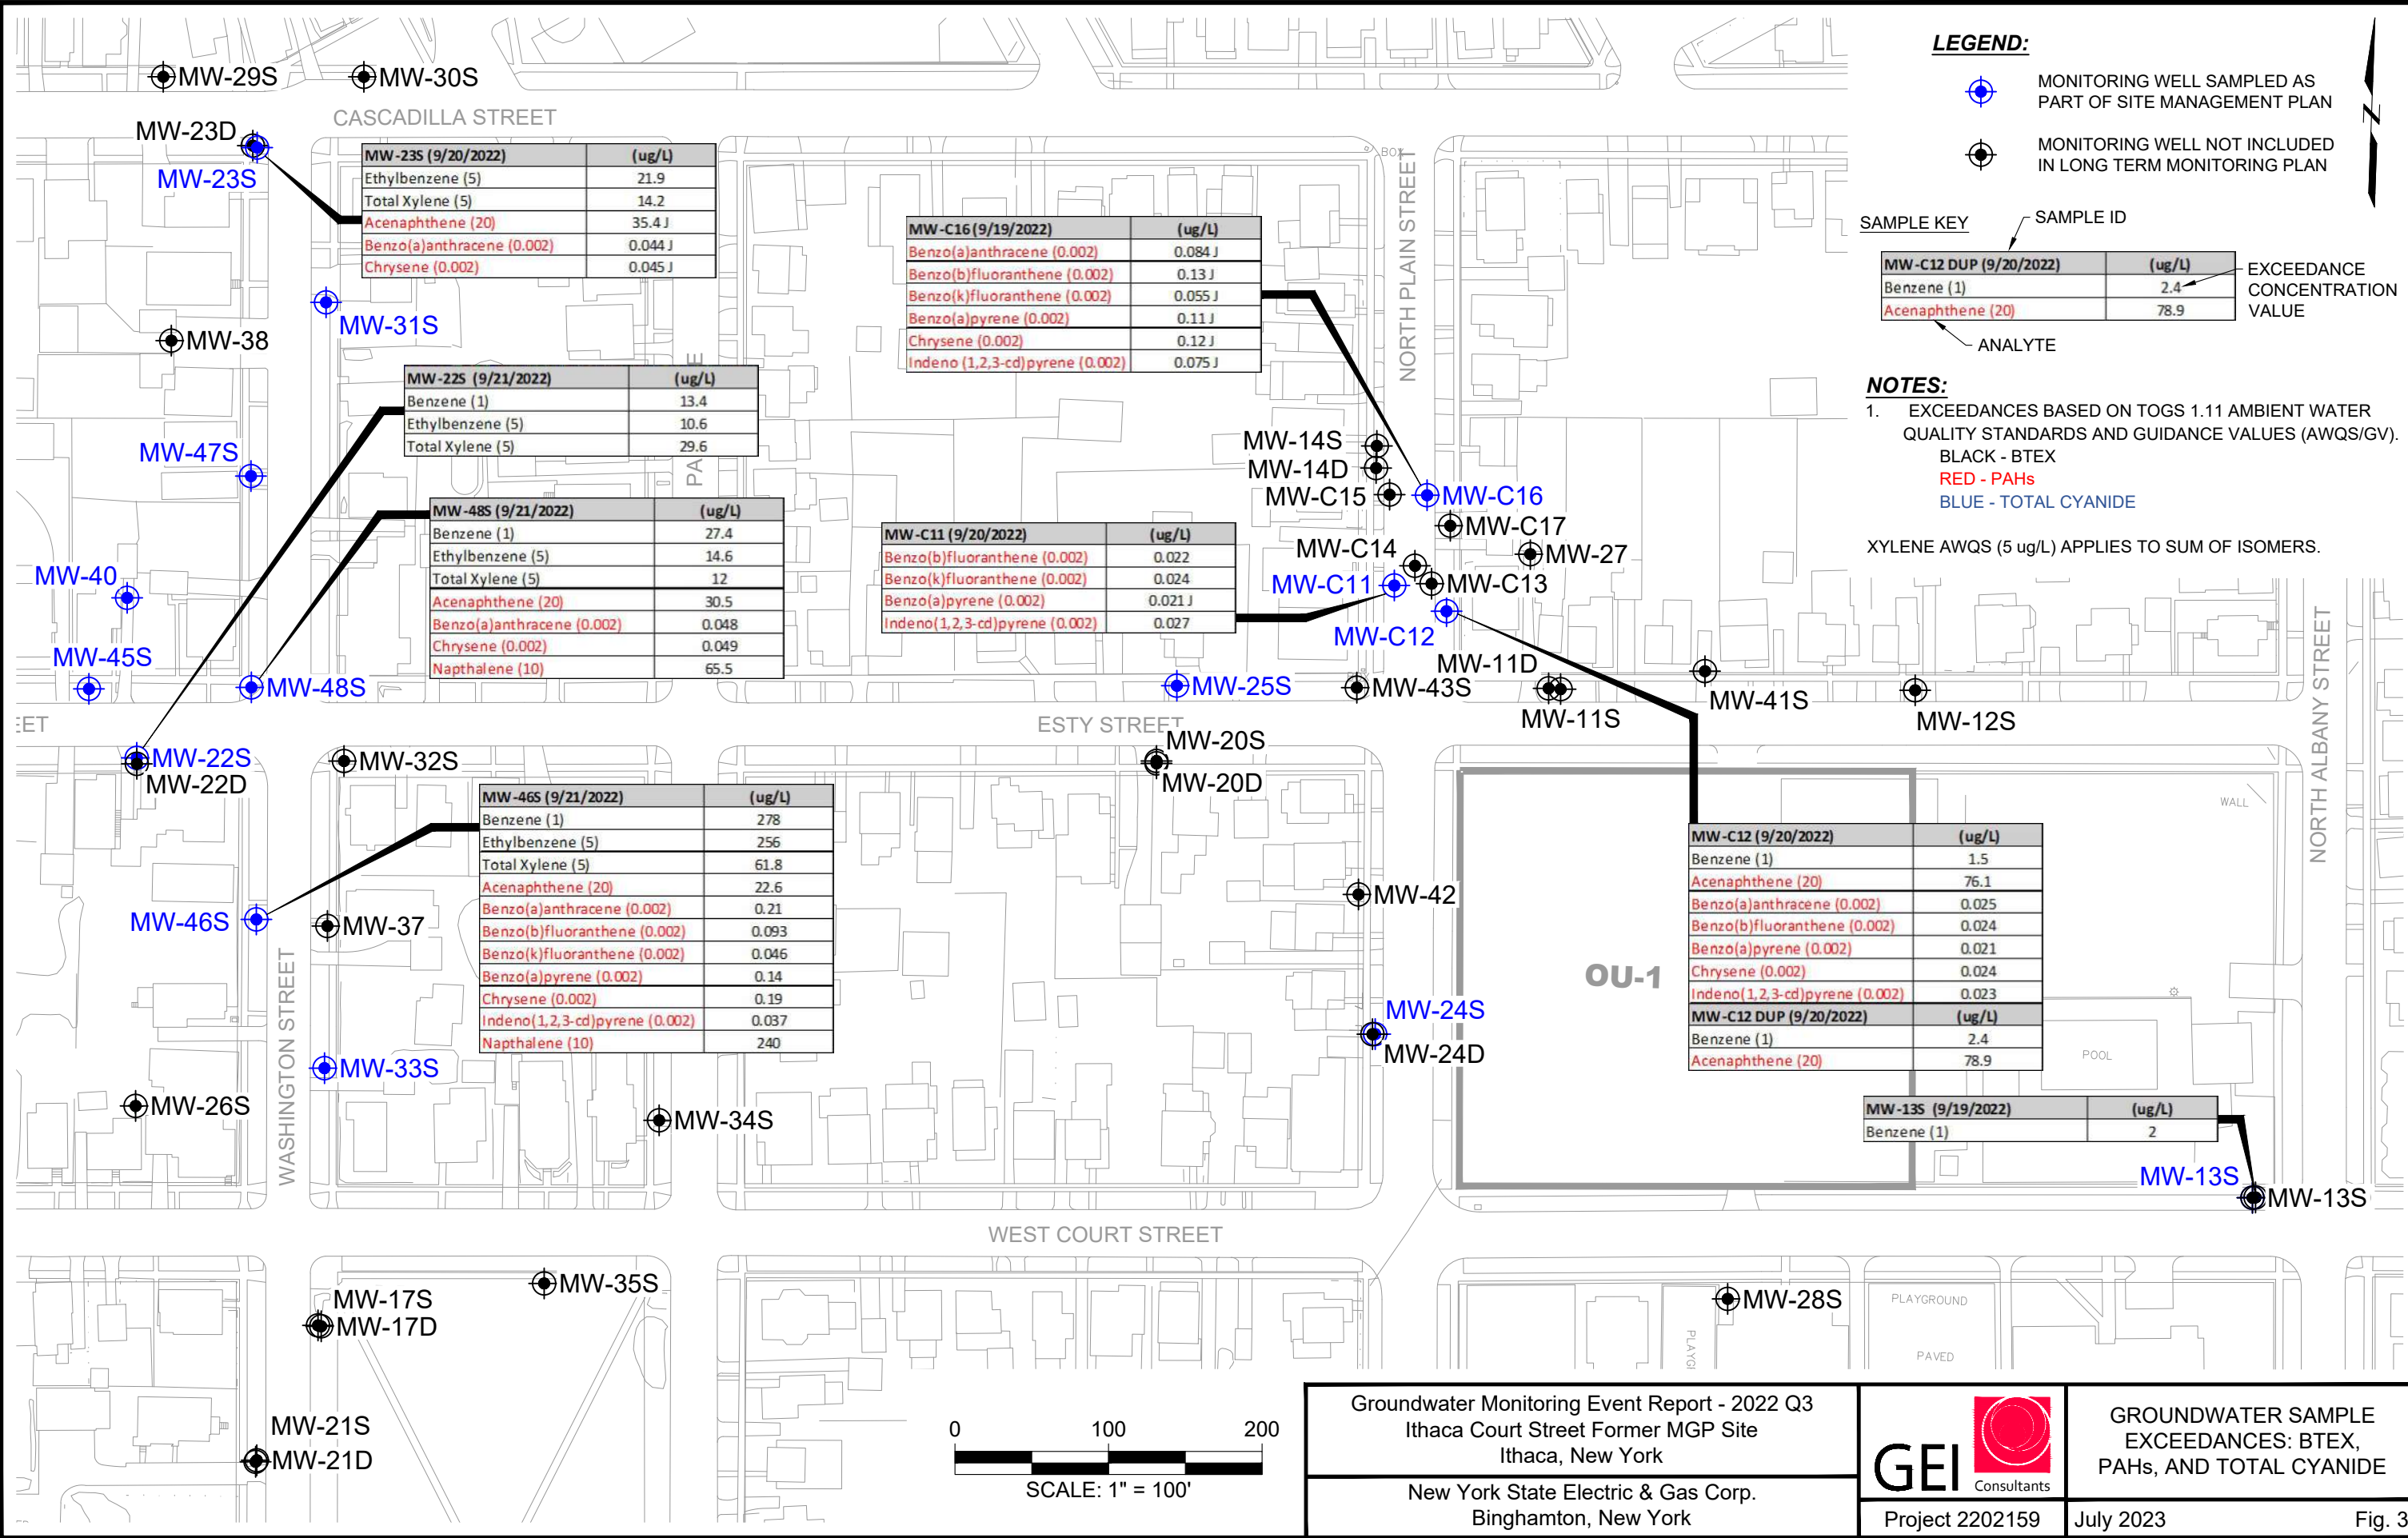 MW-29S
MW-30S
CASCADILLA STREET
MW-23D
MW-23S
MW-23S (9/20/2022) (ug/L)
Ethylbenzene (5) 21.9
Total Xylene (5) 14.2
Acenaphthene (20) 35.4 J
Benzo(a)anthracene (0.002) 0.044 J
Chrysene (0.002) 0.045 J
MW-31S
MW-38
MW-22S (9/21/2022) (ug/L)
Benzene (1) 13.4
Ethylbenzene (5) 10.6
Total Xylene (5) 29.6
MW-47S
PA
E
MW-48S (9/21/2022) (ug/L)
Benzene (1) 27.4
Ethylbenzene (5) 14.6
Total Xylene (5) 12
Acenaphthene (20) 30.5
Benzo(a)anthracene (0.002) 0.048
Chrysene (0.002) 0.049
Napthalene (10) 65.5
MW-40
MW-45S
MW-48S
MW-C16 (9/19/2022) (ug/L)
Benzo(a)anthracene (0.002) 0.084 J
Benzo(b)fluoranthene (0.002) 0.13 J
Benzo(k)fluoranthene (0.002) 0.055 J
Benzo(a)pyrene (0.002) 0.11 J
Chrysene (0.002) 0.12 J
Indeno (1,2,3-cd)pyrene (0.002) 0.075 J
BOX
NORTH PLAIN STREET
MW-14S
MW-14D
MW-C15
MW-C16
MW-C17
MW-27
MW-C14
MW-C11
MW-C13
MW-C12
MW-C11 (9/20/2022) (ug/L)
Benzo(b)fluoranthene (0.002) 0.022
Benzo(k)fluoranthene (0.002) 0.024
Benzo(a)pyrene (0.002) 0.021 J
Indeno(1,2,3-cd)pyrene (0.002) 0.027
MW-25S
MW-43S
MW-11D
MW-11S
MW-41S
MW-12S
LEGEND:
MONITORING WELL SAMPLED AS
PART OF SITE MANAGEMENT PLAN
MONITORING WELL NOT INCLUDED
IN LONG TERM MONITORING PLAN
N
SAMPLE KEY
SAMPLE ID
MW-C12 DUP (9/20/2022) (ug/L)
Benzene (1) 2.4
Acenaphthene (20) 78.9
EXCEEDANCE
CONCENTRATION
VALUE
ANALYTE
NOTES:
1. EXCEEDANCES BASED ON TOGS 1.11 AMBIENT WATER
QUALITY STANDARDS AND GUIDANCE VALUES (AWQS/GV).
BLACK - BTEX
RED - PAHs
BLUE - TOTAL CYANIDE
XYLENE AWQS (5 ug/L) APPLIES TO SUM OF ISOMERS.
NORTH ALBANY STREET
EET
ESTY STREET
MW-22S
MW-22D
MW-32S
MW-20S
MW-20D
MW-46S (9/21/2022) (ug/L)
Benzene (1) 278
Ethylbenzene (5) 256
Total Xylene (5) 61.8
Acenaphthene (20) 22.6
Benzo(a)anthracene (0.002) 0.21
Benzo(b)fluoranthene (0.002) 0.093
Benzo(k)fluoranthene (0.002) 0.046
Benzo(a)pyrene (0.002) 0.14
Chrysene (0.002) 0.19
Indeno(1,2,3-cd)pyrene (0.002) 0.037
Napthalene (10) 240
MW-46S
MW-37
WASHINGTON STREET
MW-33S
MW-26S
MW-34S
MW-42
MW-24S
MW-24D
OU-1
WALL
MW-C12 (9/20/2022) (ug/L)
Benzene (1) 1.5
Acenaphthene (20) 76.1
Benzo(a)anthracene (0.002) 0.025
Benzo(b)fluoranthene (0.002) 0.024
Benzo(a)pyrene (0.002) 0.021
Chrysene (0.002) 0.024
Indeno(1,2,3-cd)pyrene (0.002) 0.023
MW-C12 DUP (9/20/2022) (ug/L)
Benzene (1) 2.4
Acenaphthene (20) 78.9
POOL
MW-13S (9/19/2022) (ug/L)
Benzene (1) 2
MW-13S
MW-13S
WEST COURT STREET
MW-35S
MW-17S
MW-17D
MW-21S
MW-21D
MW-28S
PLAYGROUND
PLAYG
PAVED
0 100 200
SCALE: 1" = 100'
Groundwater Monitoring Event Report - 2022 Q3
Ithaca Court Street Former MGP Site
Ithaca, New York
New York State Electric & Gas Corp.
Binghamton, New York
GEI
Consultants
Project 2202159
GROUNDWATER SAMPLE
EXCEEDANCES: BTEX,
PAHs, AND TOTAL CYANIDE
July 2023 Fig. 3